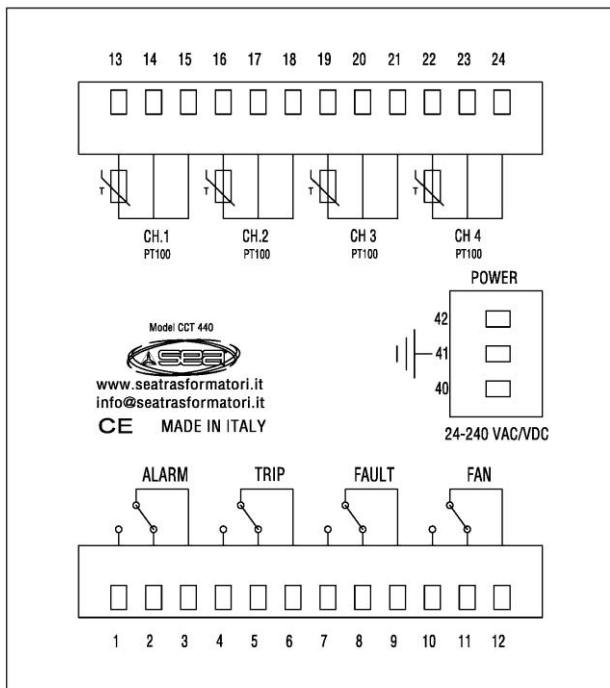 13 14 15 16 17 18 19 20 21 22 23 24
T T T T
CH.1 CH.2 CH 3 CH 4
PT100 PT100 PT100 PT100
POWER
42
41
40
24-240 VAC/VDC
Model CCT 440
sea
www.seatrasformatori.it
info@seatrasformatori.it
CE MADE IN ITALY
ALARM TRIP FAULT FAN
1 2 3 4 5 6 7 8 9 10 11 12